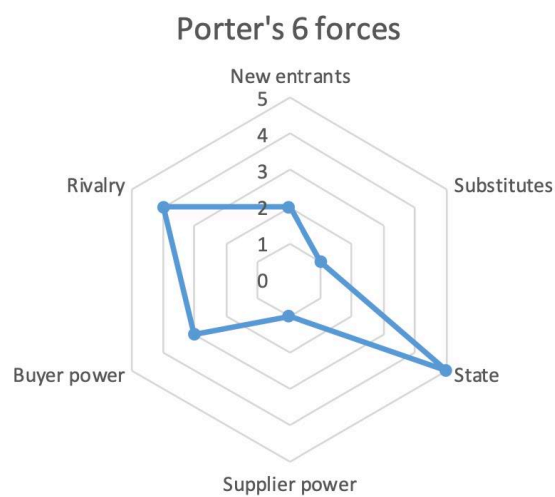 Porter's 6 forces
New entrants
5
4
Rivalry
Substitutes
3
2
1
0
Buyer power
State
Supplier power